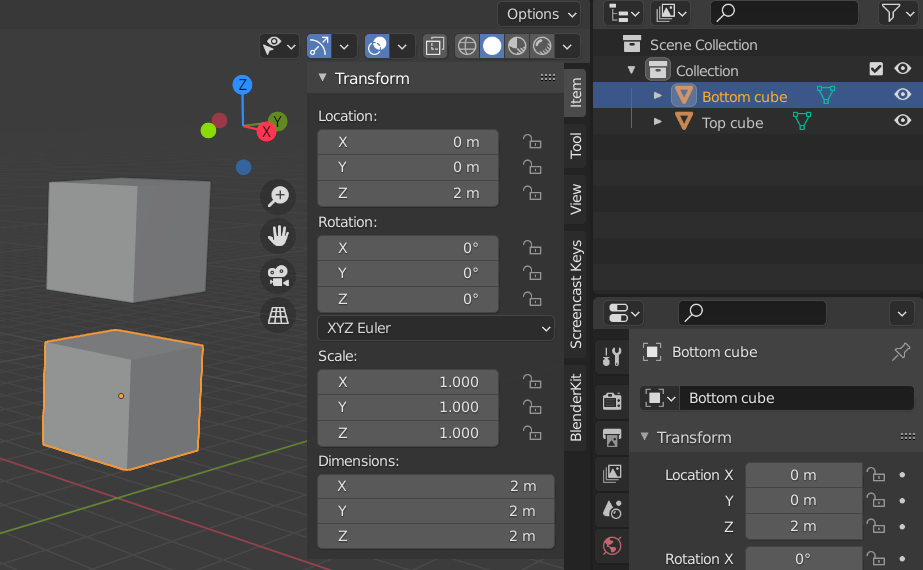 Options
Z
Y
X
Transform
Location:
X 0 m
Y 0 m
Z 2 m
Rotation:
X 0°
Y 0°
Z 0°
XYZ Euler
Scale:
X 1.000
Y 1.000
Z 1.000
Dimensions:
X 2 m
Y 2 m
Z 2 m
Item
Tool
View
Screencast Keys
BlenderKit
Scene Collection
Collection
Bottom cube
Top cube
Bottom cube
Bottom cube
Transform
Location X 0 m
Y 0 m
Z 2 m
Rotation X 0°